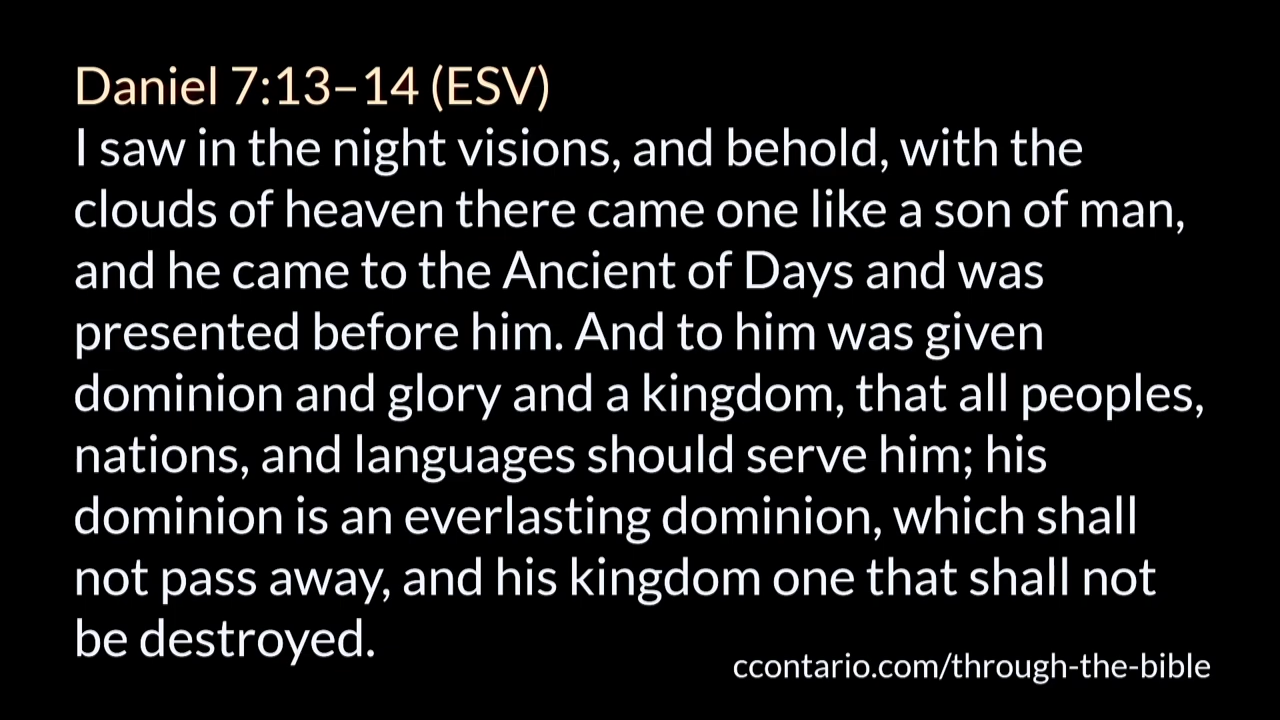 Daniel 7:13–14 (ESV)
I saw in the night visions, and behold, with the
clouds of heaven there came one like a son of man,
and he came to the Ancient of Days and was
presented before him. And to him was given
dominion and glory and a kingdom, that all peoples,
nations, and languages should serve him; his
dominion is an everlasting dominion, which shall
not pass away, and his kingdom one that shall not
be destroyed.
ccontario.com/through-the-bible